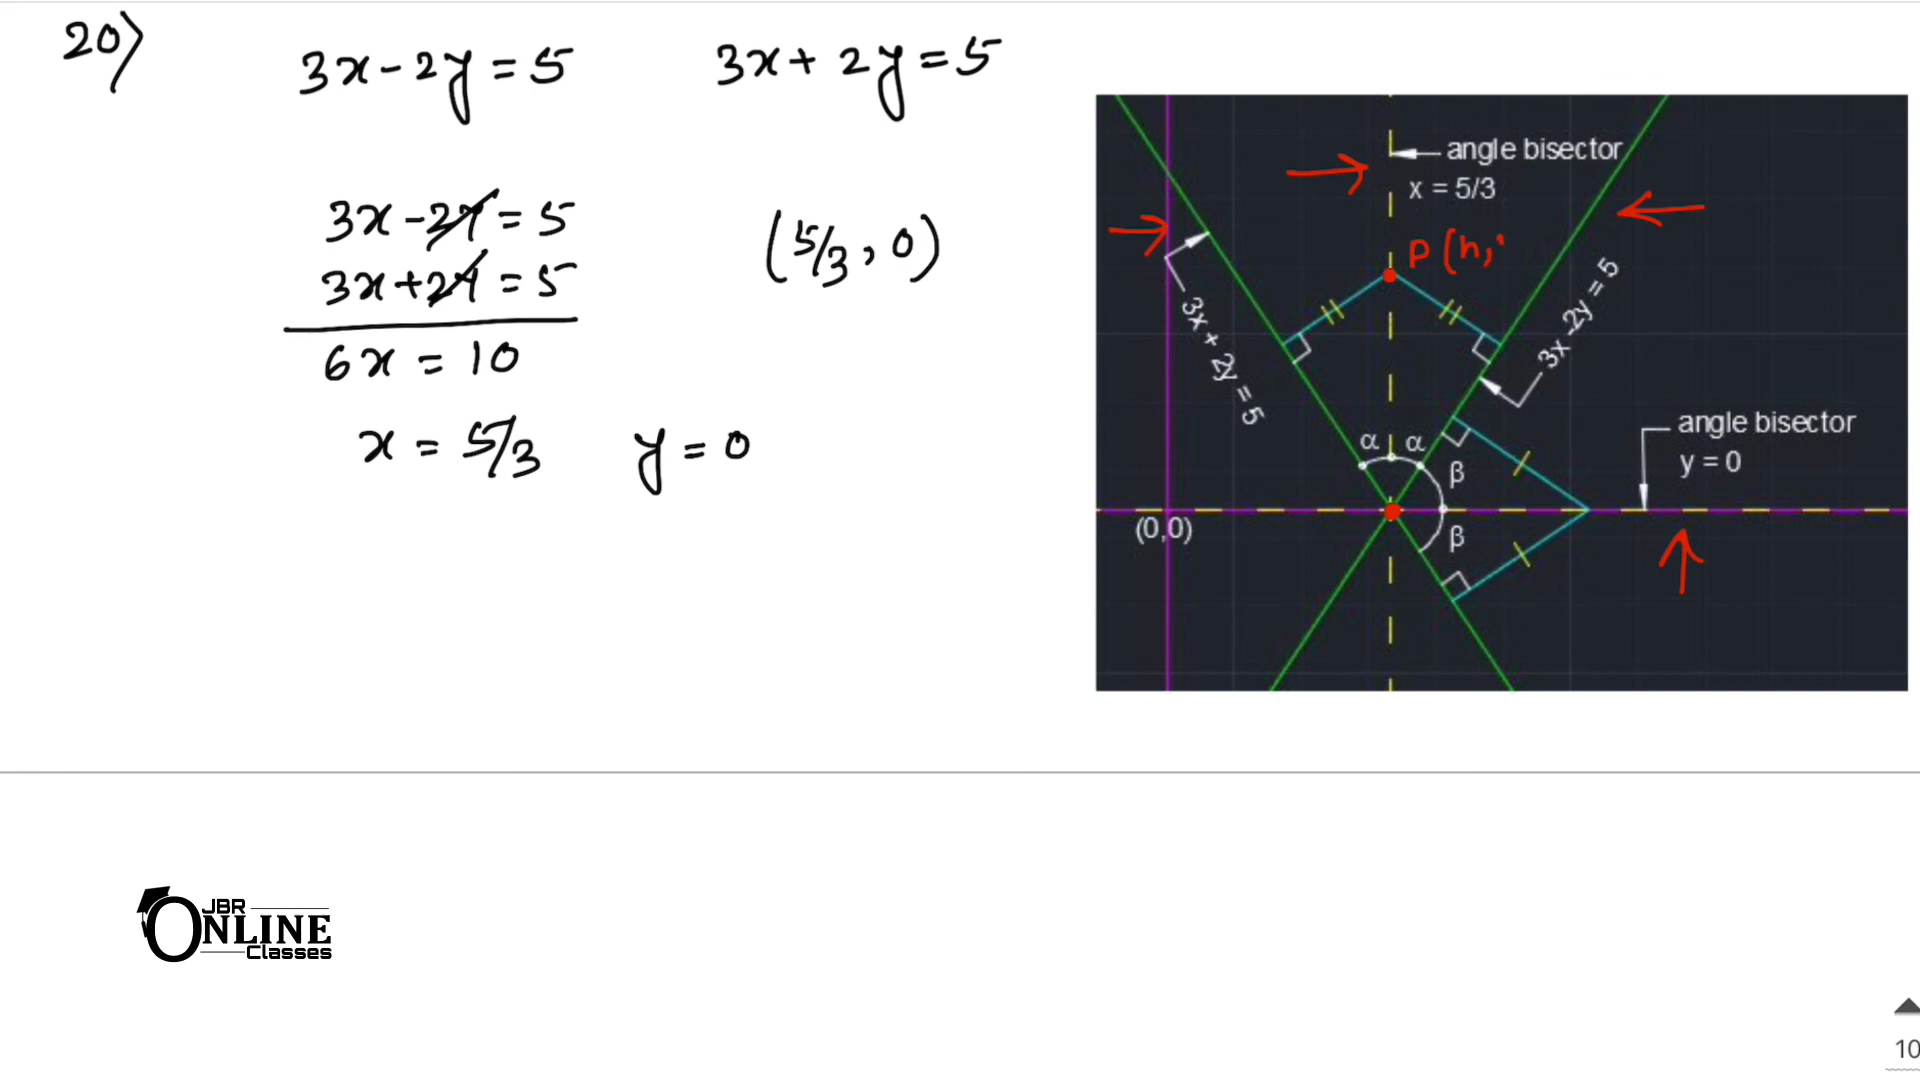 20)
3x - 2y = 5
3x + 2y = 5
3x - 2y = 5
3x + 2y = 5
6x = 10
x = 5/3
y = 0
(5/3, 0)
angle bisector
x = 5/3
P (h,
3x + 2y = 5
3x -2y = 5
angle bisector
y = 0
α α
β
β
(0,0)
JBR
ONLINE
Classes
10